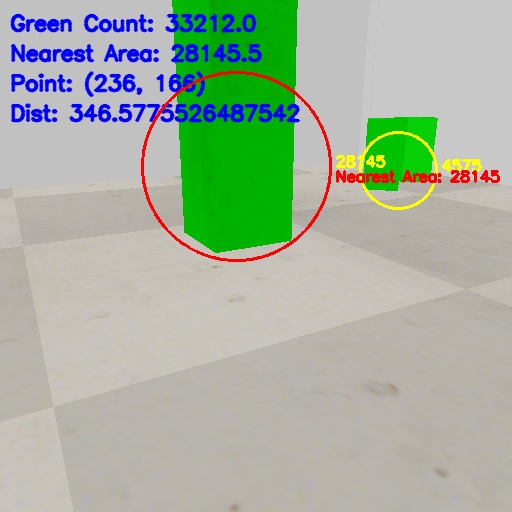 Green Count: 33212.0
Nearest Area: 28145.5
Point: (236, 166)
Dist: 346.5775526487542
28145
4575
Nearest Area: 28145